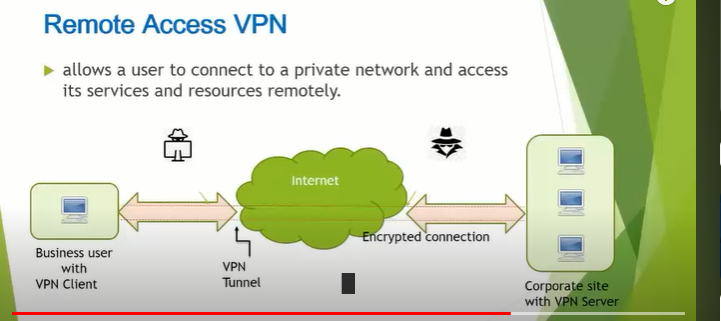 Remote Access VPN
allows a user to connect to a private network and access
its services and resources remotely.
Internet
Encrypted connection
Business user
with
VPN Client
VPN
Tunnel
Corporate site
with VPN Server